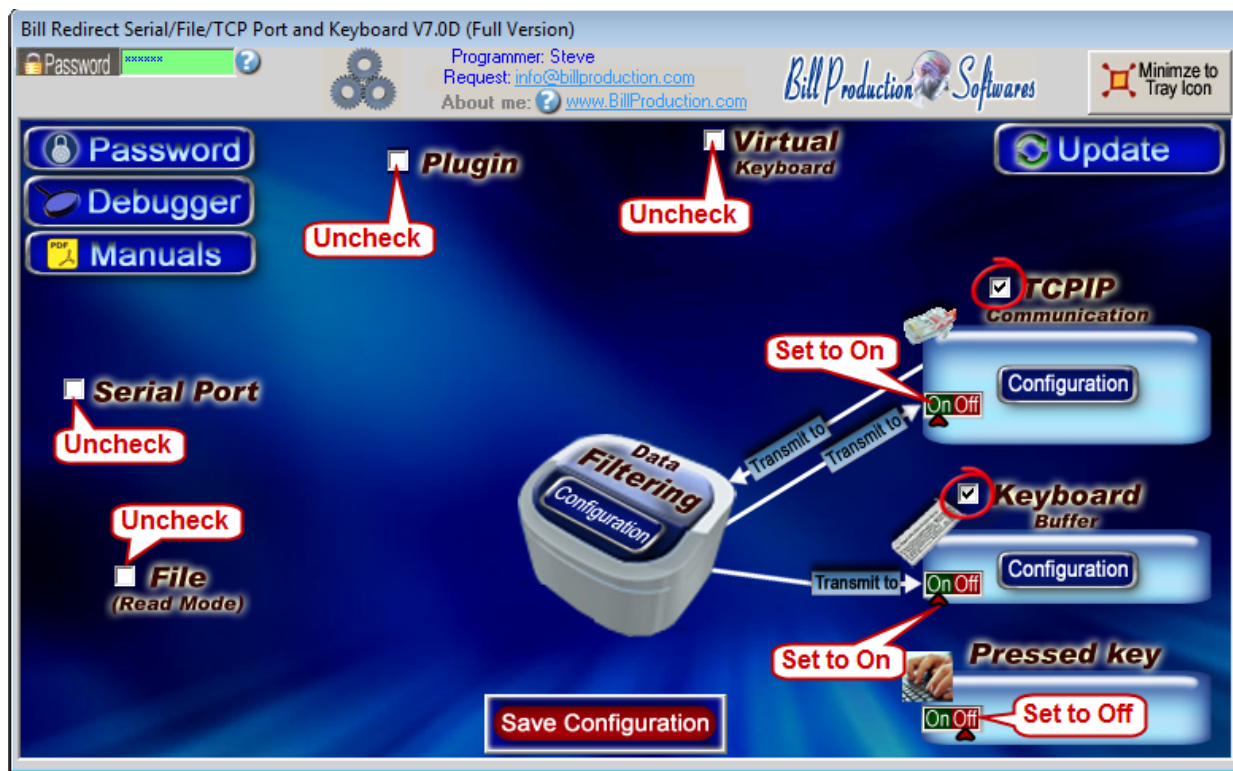 Bill Redirect Serial/File/TCP Port and Keyboard V7.0D (Full Version)
Password ******
?
Programmer: Steve
Request: info@billproduction.com
About me: ? www.BillProduction.com
Bill Production Softwares
Minimze to
Tray Icon
Password
Debugger
PDF
Manuals
Plugin
Uncheck
Virtual
Keyboard
Uncheck
Update
TCPIP
Communication
Set to On
Configuration
On Off
Serial Port
Uncheck
Transmit to
Transmit to
Data
Filtering
Configuration
Keyboard
Buffer
Uncheck
File
(Read Mode)
Configuration
Transmit to
On Off
Set to On
Pressed key
Save Configuration
On Off
Set to Off